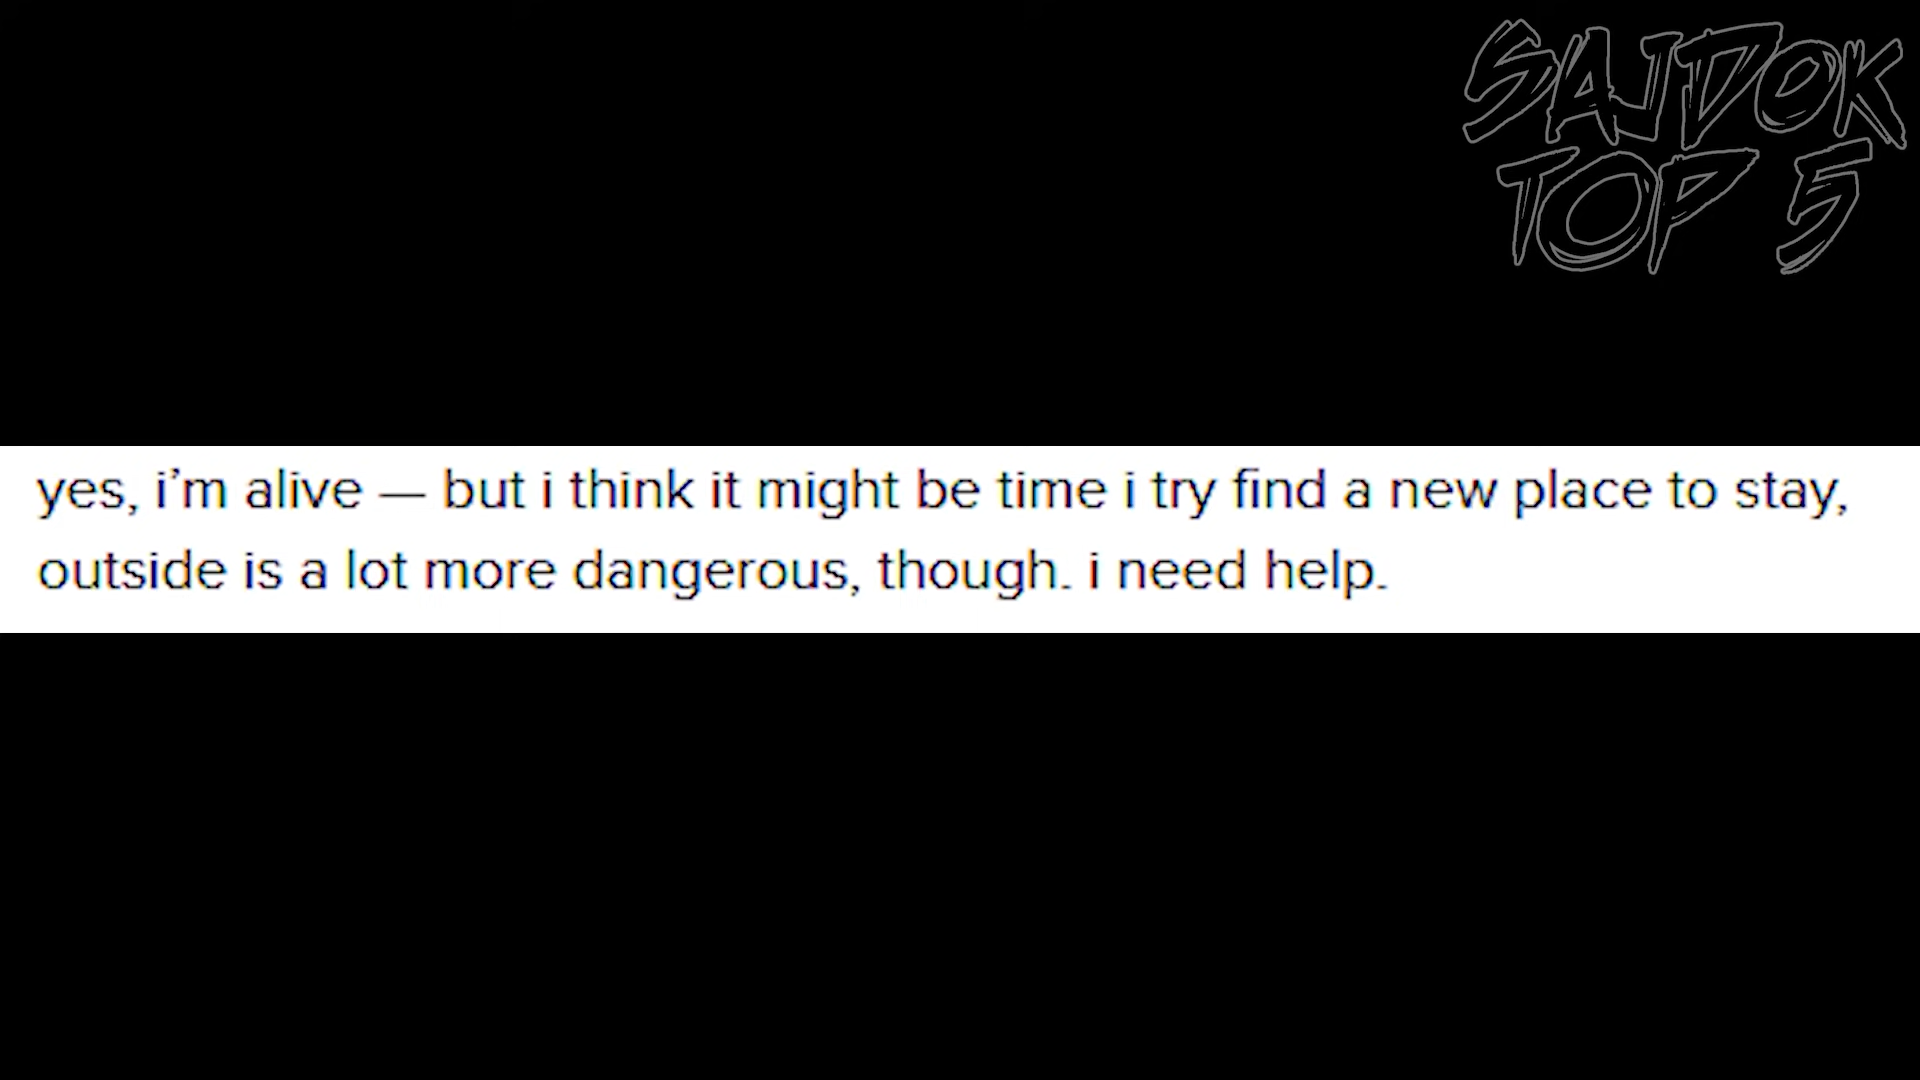 SAJDOK
TOP 5
yes, i’m alive — but i think it might be time i try find a new place to stay,
outside is a lot more dangerous, though. i need help.